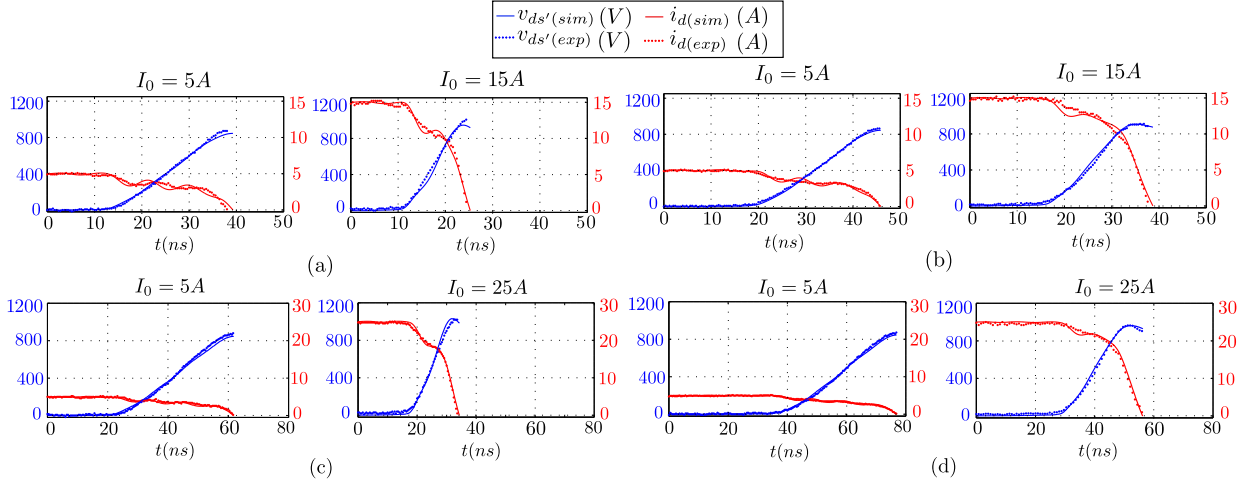 v_{ds'(sim)} (V) i_{d(sim)} (A)
v_{ds'(exp)} (V) i_{d(exp)} (A)
I_0 = 5A I_0 = 15A I_0 = 5A I_0 = 15A
1200 15 1200 15 1200 15 1200 15
800 10 800 10 800 10 800 10
400 5 400 5 400 5 400 5
0 0 0 0 0 0 0 0
0 10 20 30 40 50 0 10 20 30 40 50 0 10 20 30 40 50 0 10 20 30 40 50
t(ns) t(ns) t(ns) t(ns)
(a) (b)
I_0 = 5A I_0 = 25A I_0 = 5A I_0 = 25A
1200 30 1200 30 1200 30 1200 30
800 20 800 20 800 20 800 20
400 10 400 10 400 10 400 10
0 0 0 0 0 0 0 0
0 20 40 60 80 0 20 40 60 80 0 20 40 60 80 0 20 40 60 80
t(ns) t(ns) t(ns) t(ns)
(c) (d)